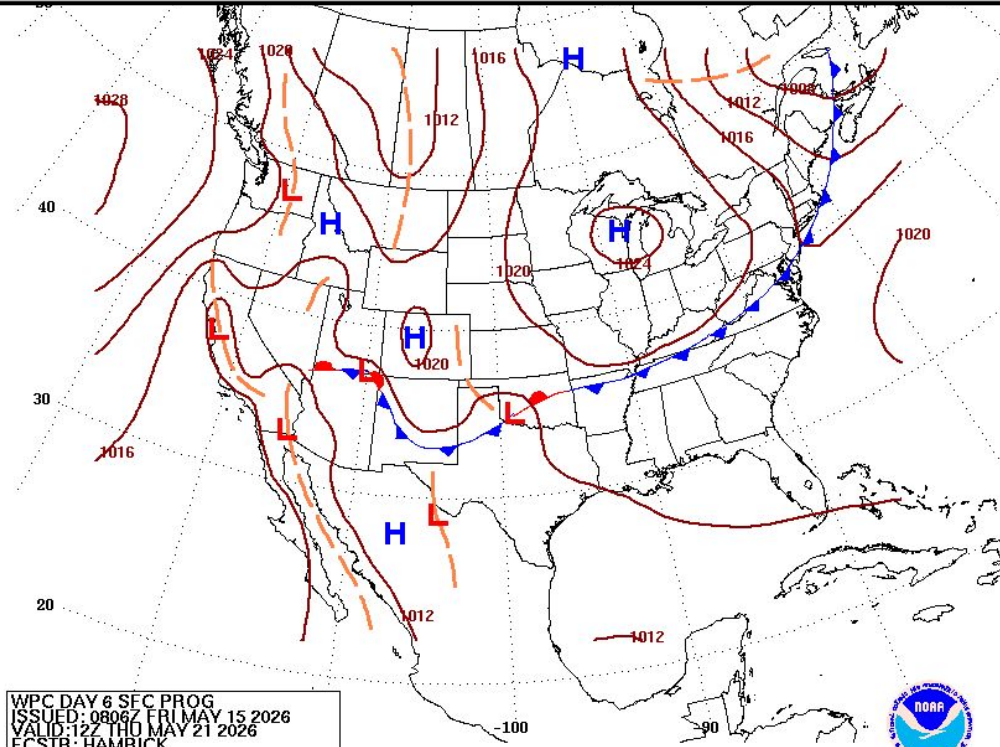 1024
1020
1016
H
1028
1012
1008
1012
1016
L
40
H
H
1020
1020
1024
L
H
1020
L
30
L
L
1016
L
H
20
1012
1012
WPC DAY 6 SFC PROG
ISSUED: 0806Z FRI MAY 15 2026
VALID:12Z THU MAY 21 2026
FCSTR: HAMRICK
-100
-90
NOAA